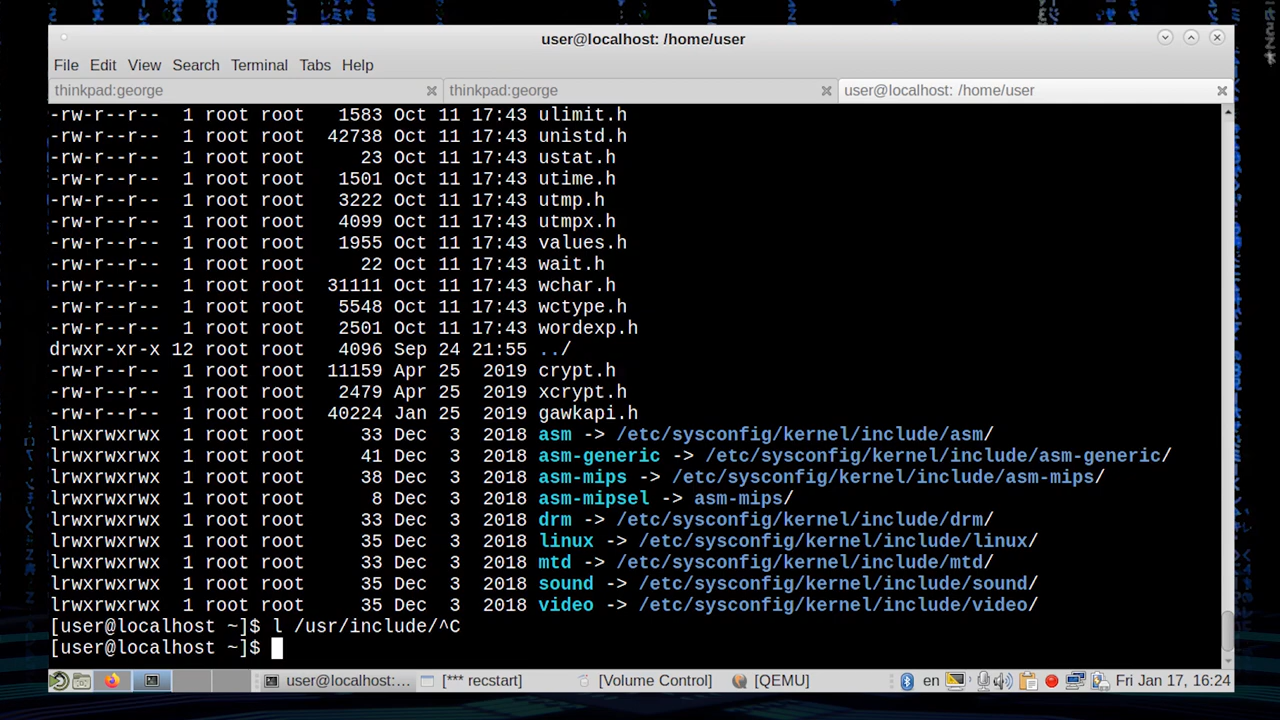 user@localhost: /home/user
File Edit View Search Terminal Tabs Help
thinkpad:george thinkpad:george user@localhost: /home/user
-rw-r--r-- 1 root root 1583 Oct 11 17:43 ulimit.h
-rw-r--r-- 1 root root 42738 Oct 11 17:43 unistd.h
-rw-r--r-- 1 root root 23 Oct 11 17:43 ustat.h
-rw-r--r-- 1 root root 1501 Oct 11 17:43 utime.h
-rw-r--r-- 1 root root 3222 Oct 11 17:43 utmp.h
-rw-r--r-- 1 root root 4099 Oct 11 17:43 utmpx.h
-rw-r--r-- 1 root root 1955 Oct 11 17:43 values.h
-rw-r--r-- 1 root root 22 Oct 11 17:43 wait.h
-rw-r--r-- 1 root root 31111 Oct 11 17:43 wchar.h
-rw-r--r-- 1 root root 5548 Oct 11 17:43 wctype.h
-rw-r--r-- 1 root root 2501 Oct 11 17:43 wordexp.h
drwxr-xr-x 12 root root 4096 Sep 24 21:55 ../
-rw-r--r-- 1 root root 11159 Apr 25 2019 crypt.h
-rw-r--r-- 1 root root 2479 Apr 25 2019 xcrypt.h
-rw-r--r-- 1 root root 40224 Jan 25 2019 gawkapi.h
lrwxrwxrwx 1 root root 33 Dec 3 2018 asm -> /etc/sysconfig/kernel/include/asm/
lrwxrwxrwx 1 root root 41 Dec 3 2018 asm-generic -> /etc/sysconfig/kernel/include/asm-generic/
lrwxrwxrwx 1 root root 38 Dec 3 2018 asm-mips -> /etc/sysconfig/kernel/include/asm-mips/
lrwxrwxrwx 1 root root 8 Dec 3 2018 asm-mipsel -> asm-mips/
lrwxrwxrwx 1 root root 33 Dec 3 2018 drm -> /etc/sysconfig/kernel/include/drm/
lrwxrwxrwx 1 root root 35 Dec 3 2018 linux -> /etc/sysconfig/kernel/include/linux/
lrwxrwxrwx 1 root root 33 Dec 3 2018 mtd -> /etc/sysconfig/kernel/include/mtd/
lrwxrwxrwx 1 root root 35 Dec 3 2018 sound -> /etc/sysconfig/kernel/include/sound/
lrwxrwxrwx 1 root root 35 Dec 3 2018 video -> /etc/sysconfig/kernel/include/video/
[user@localhost ~]$ l /usr/include/^C
[user@localhost ~]$
user@localhost:... [*** recstart] [Volume Control] [QEMU] en Fri Jan 17, 16:24